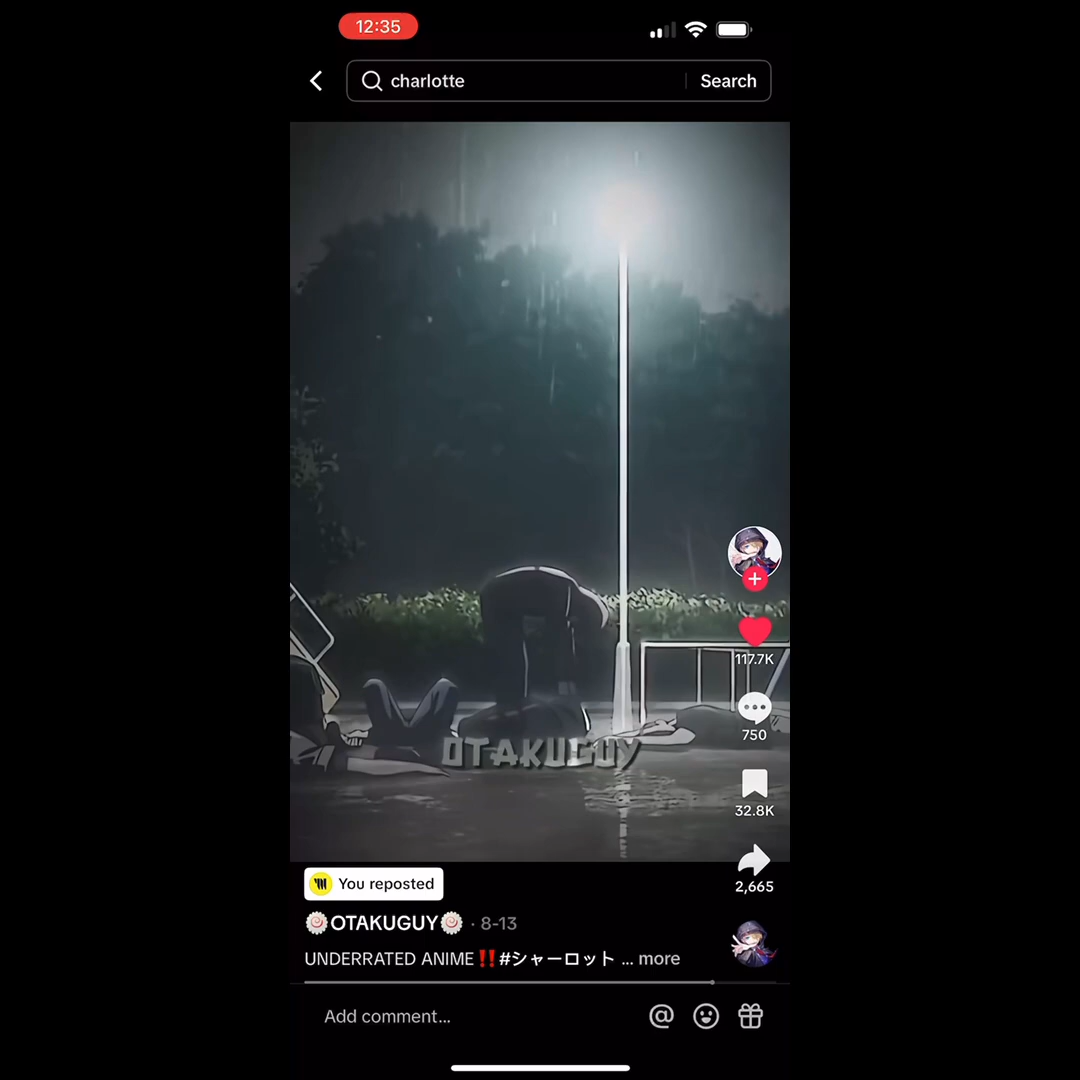 12:35
charlotte
Search
117.7K
750
OTAKUGUY
32.8K
2,665
You reposted
🍥OTAKUGUY🍥 · 8-13
UNDERRATED ANIME‼️#シャーロット ... more
Add comment...